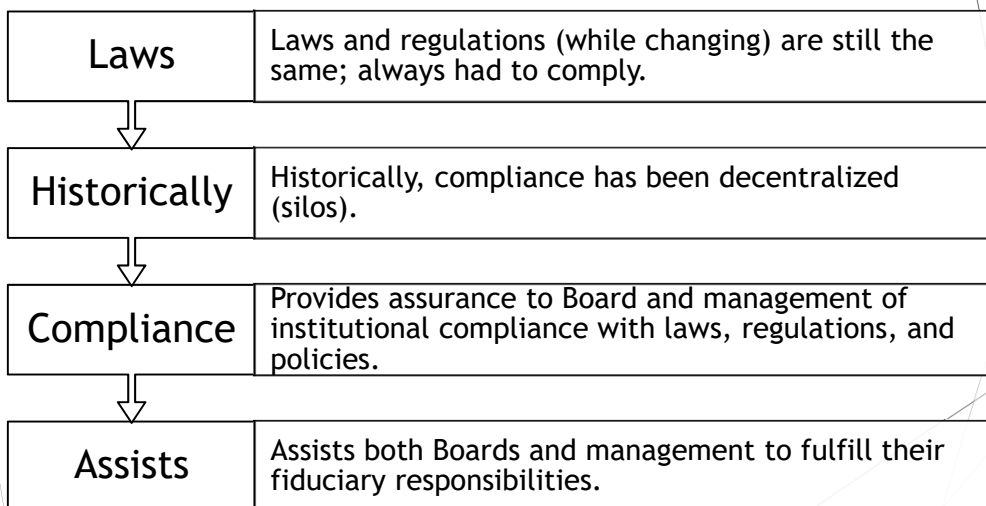 Laws
Laws and regulations (while changing) are still the
same; always had to comply.
Historically
Historically, compliance has been decentralized
(silos).
Compliance
Provides assurance to Board and management of
institutional compliance with laws, regulations, and
policies.
Assists
Assists both Boards and management to fulfill their
fiduciary responsibilities.